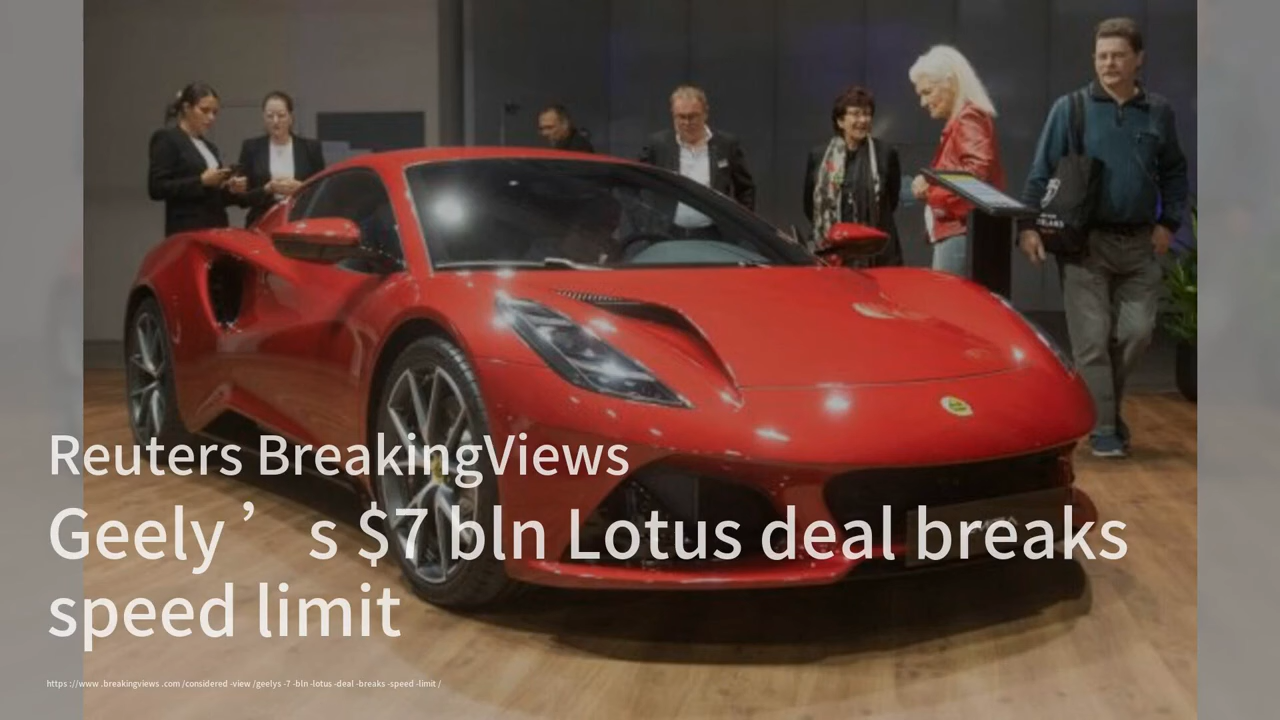 Reuters BreakingViews
Geely’s $7 bln Lotus deal breaks
speed limit
https://www.breakingviews.com/considered-view/geelys-7-bln-lotus-deal-breaks-speed-limit/